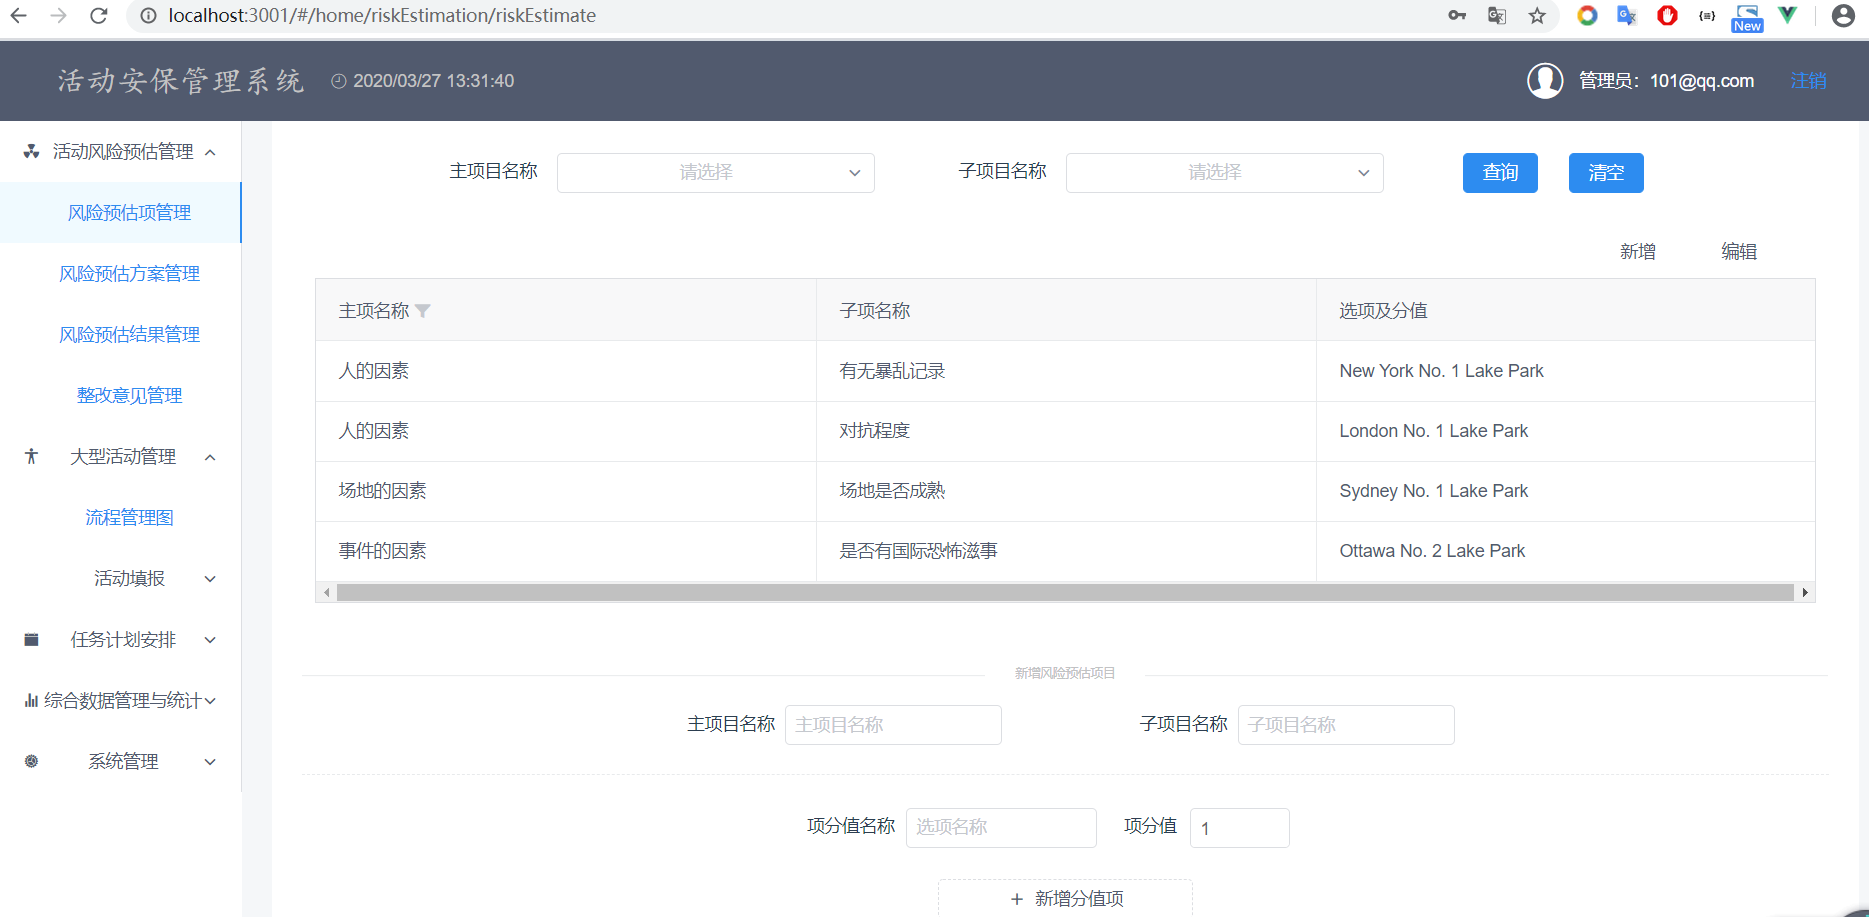 localhost:3001/#/home/riskEstimation/riskEstimate
New
活动安保管理系统 2020/03/27 13:31:40 管理员：101@qq.com 注销
活动风险预估管理
风险预估项管理
风险预估方案管理
风险预估结果管理
整改意见管理
大型活动管理
流程管理图
活动填报
任务计划安排
综合数据管理与统计
系统管理
主项目名称 请选择 子项目名称 请选择 查询 清空
新增 编辑
主项名称 子项名称 选项及分值
人的因素 有无暴乱记录 New York No. 1 Lake Park
人的因素 对抗程度 London No. 1 Lake Park
场地的因素 场地是否成熟 Sydney No. 1 Lake Park
事件的因素 是否有国际恐怖滋事 Ottawa No. 2 Lake Park
新增风险预估项目
主项目名称 主项目名称 子项目名称 子项目名称
项分值名称 选项名称 项分值 1
+ 新增分值项